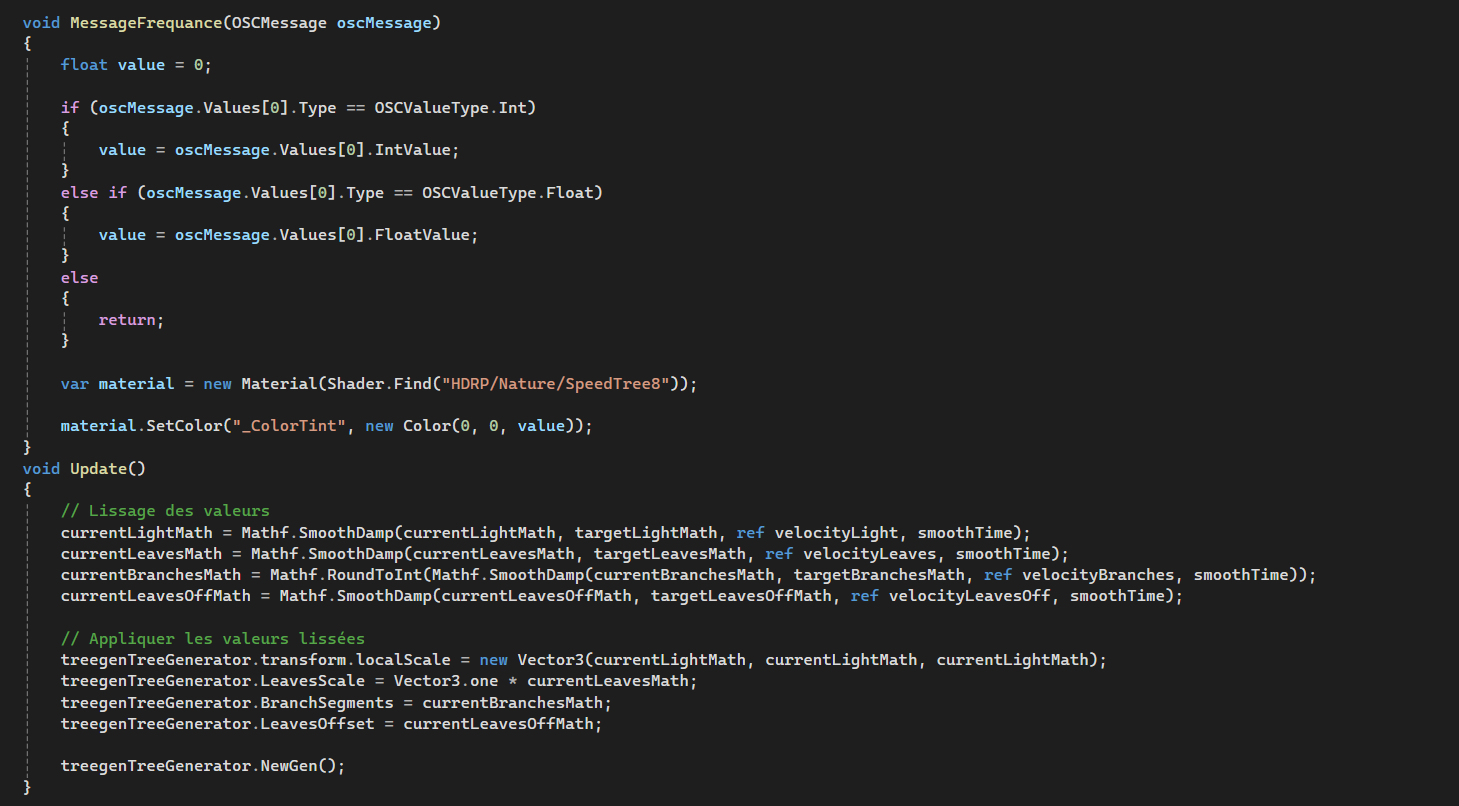 void MessageFrequance(OSCMessage oscMessage)
{
    float value = 0;

    if (oscMessage.Values[0].Type == OSCValueType.Int)
    {
        value = oscMessage.Values[0].IntValue;
    }
    else if (oscMessage.Values[0].Type == OSCValueType.Float)
    {
        value = oscMessage.Values[0].FloatValue;
    }
    else
    {
        return;
    }

    var material = new Material(Shader.Find("HDRP/Nature/SpeedTree8"));

    material.SetColor("_ColorTint", new Color(0, 0, value));
}
void Update()
{
    // Lissage des valeurs
    currentLightMath = Mathf.SmoothDamp(currentLightMath, targetLightMath, ref velocityLight, smoothTime);
    currentLeavesMath = Mathf.SmoothDamp(currentLeavesMath, targetLeavesMath, ref velocityLeaves, smoothTime);
    currentBranchesMath = Mathf.RoundToInt(Mathf.SmoothDamp(currentBranchesMath, targetBranchesMath, ref velocityBranches, smoothTime));
    currentLeavesOffMath = Mathf.SmoothDamp(currentLeavesOffMath, targetLeavesOffMath, ref velocityLeavesOff, smoothTime);

    // Appliquer les valeurs lissées
    treegenTreeGenerator.transform.localScale = new Vector3(currentLightMath, currentLightMath, currentLightMath);
    treegenTreeGenerator.LeavesScale = Vector3.one * currentLeavesMath;
    treegenTreeGenerator.BranchSegments = currentBranchesMath;
    treegenTreeGenerator.LeavesOffset = currentLeavesOffMath;

    treegenTreeGenerator.NewGen();
}